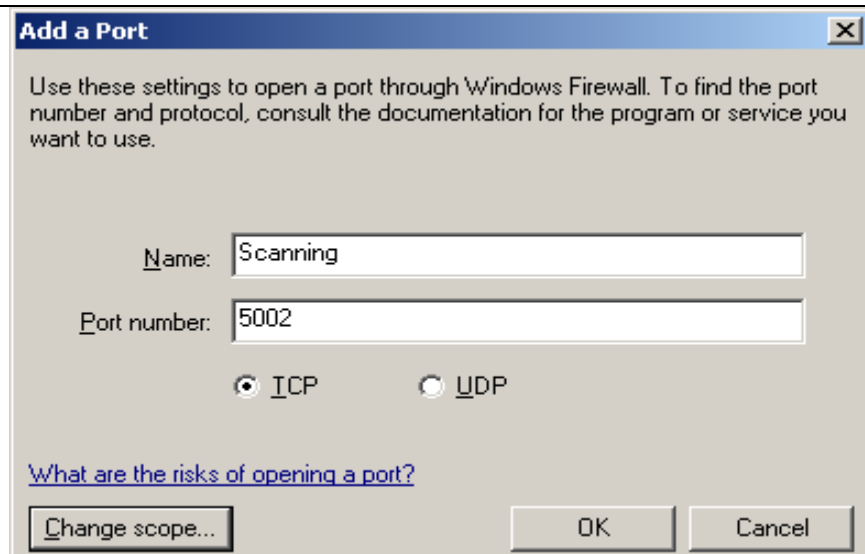 Add a Port
Use these settings to open a port through Windows Firewall. To find the port
number and protocol, consult the documentation for the program or service you
want to use.
Name: Scanning
Port number: 5002
TCP UDP
What are the risks of opening a port?
Change scope... OK Cancel